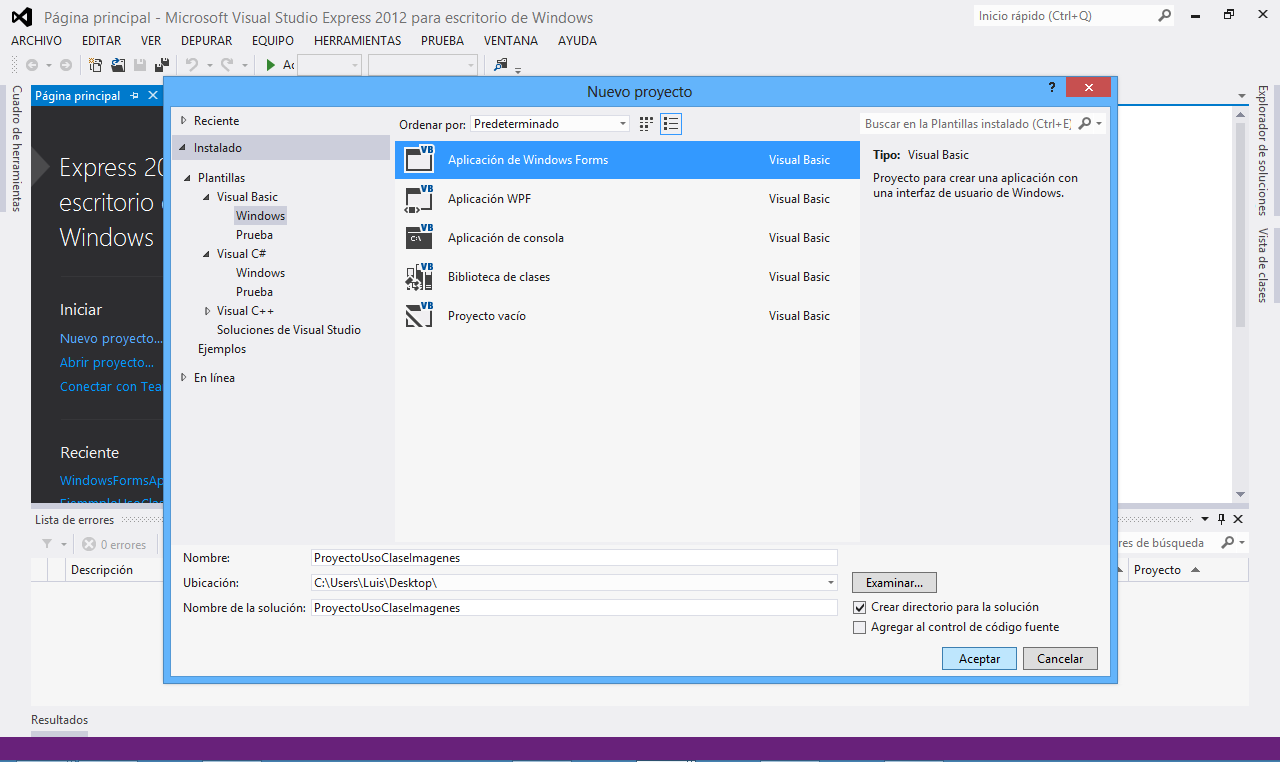 Página principal - Microsoft Visual Studio Express 2012 para escritorio de Windows
Inicio rápido (Ctrl+Q)
ARCHIVO EDITAR VER DEPURAR EQUIPO HERRAMIENTAS PRUEBA VENTANA AYUDA
Cuadro de herramientas
Página principal
Express 20
escritorio
Windows
Iniciar
Nuevo proyecto...
Abrir proyecto...
Conectar con Tea
Reciente
WindowsFormsAp
Nuevo proyecto
?
Reciente
Instalado
Plantillas
Visual Basic
Windows
Prueba
Visual C#
Windows
Prueba
Visual C++
Soluciones de Visual Studio
Ejemplos
En línea
Ordenar por: Predeterminado
VB Aplicación de Windows Forms Visual Basic
VB Aplicación WPF Visual Basic
VB Aplicación de consola Visual Basic
VB Biblioteca de clases Visual Basic
VB Proyecto vacío Visual Basic
Buscar en la Plantillas instalado (Ctrl+E)
Tipo: Visual Basic
Proyecto para crear una aplicación con
una interfaz de usuario de Windows.
Nombre: ProyectoUsoClaseImagenes
Ubicación: C:\Users\Luis\Desktop\
Examinar...
Nombre de la solución: ProyectoUsoClaseImagenes
Crear directorio para la solución
Agregar al control de código fuente
Aceptar Cancelar
Explorador de soluciones
Vista de clases
Lista de errores
0 errores
res de búsqueda
Descripción
Proyecto
Resultados